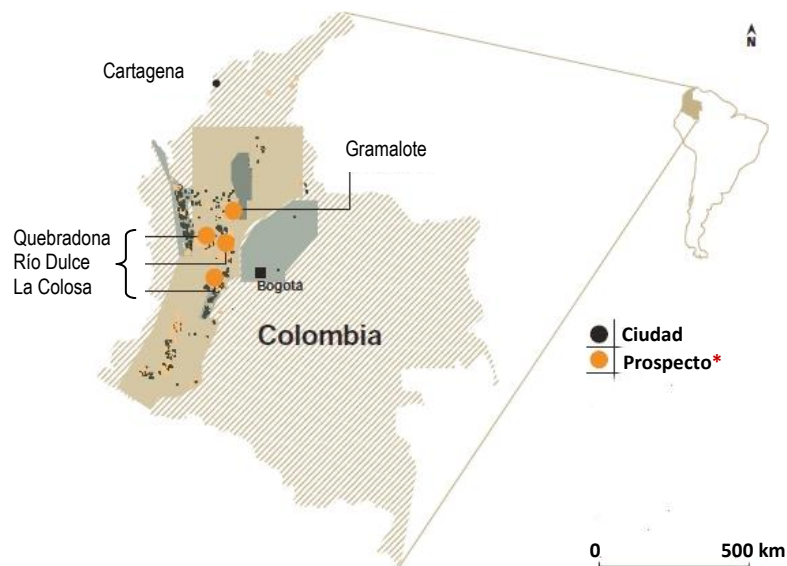 N
Cartagena
Gramalote
Quebradona
Río Dulce
La Colosa
Bogotá
Colombia
Ciudad
Prospecto*
0 500 km